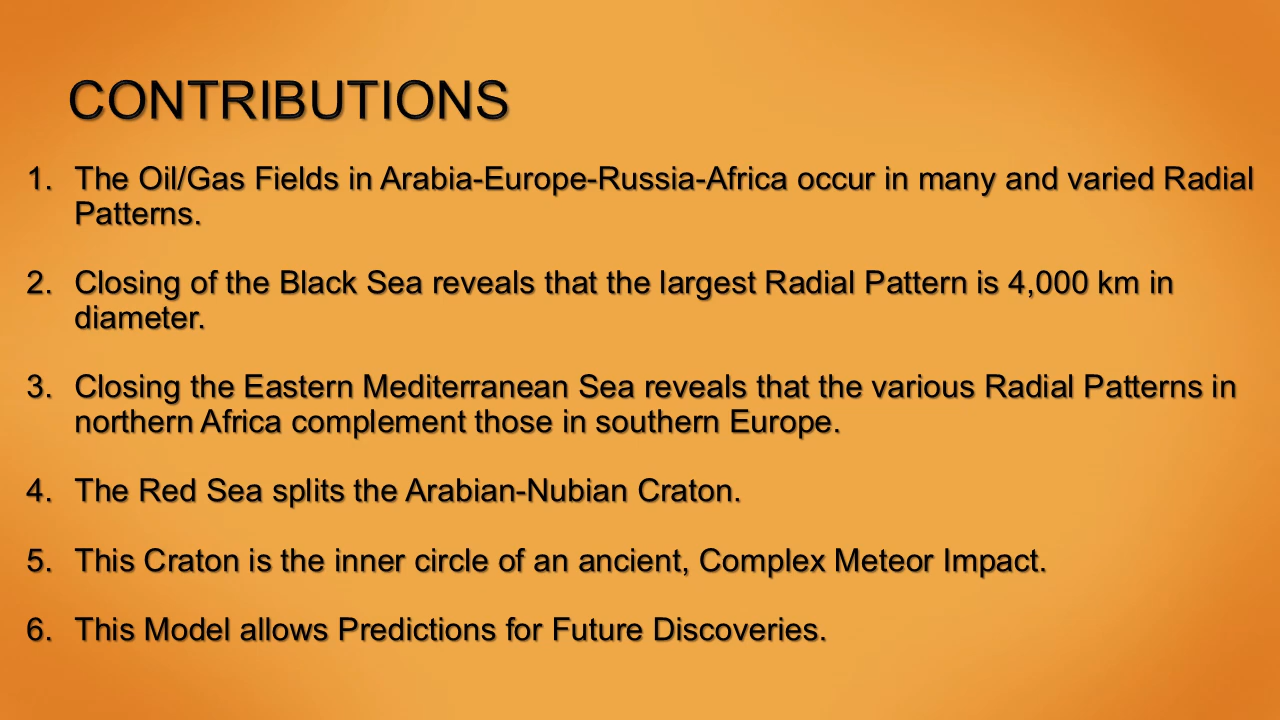 CONTRIBUTIONS
1. The Oil/Gas Fields in Arabia-Europe-Russia-Africa occur in many and varied Radial
Patterns.
2. Closing of the Black Sea reveals that the largest Radial Pattern is 4,000 km in
diameter.
3. Closing the Eastern Mediterranean Sea reveals that the various Radial Patterns in
northern Africa complement those in southern Europe.
4. The Red Sea splits the Arabian-Nubian Craton.
5. This Craton is the inner circle of an ancient, Complex Meteor Impact.
6. This Model allows Predictions for Future Discoveries.